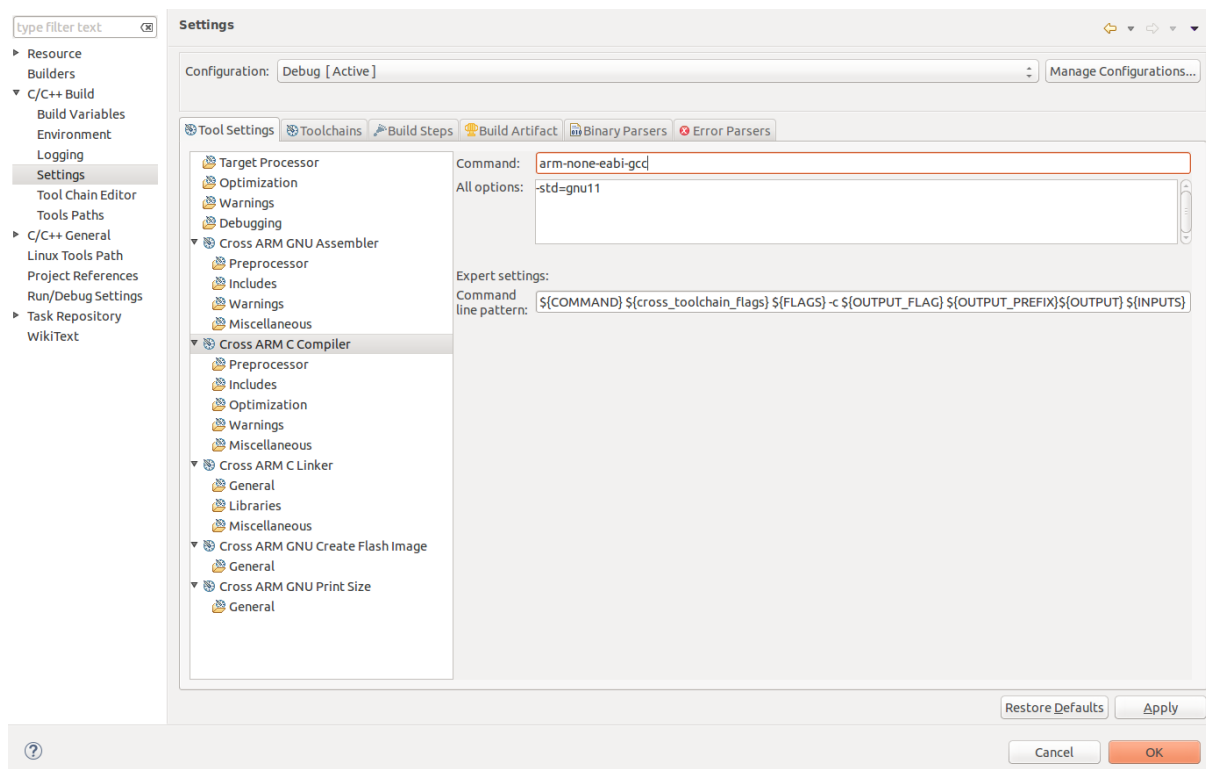 type filter text
Resource
Builders
C/C++ Build
Build Variables
Environment
Logging
Settings
Tool Chain Editor
Tools Paths
C/C++ General
Linux Tools Path
Project References
Run/Debug Settings
Task Repository
WikiText
Settings
Configuration: Debug [ Active ] Manage Configurations...
Tool Settings Toolchains Build Steps Build Artifact Binary Parsers Error Parsers
Target Processor
Optimization
Warnings
Debugging
Cross ARM GNU Assembler
Preprocessor
Includes
Warnings
Miscellaneous
Cross ARM C Compiler
Preprocessor
Includes
Optimization
Warnings
Miscellaneous
Cross ARM C Linker
General
Libraries
Miscellaneous
Cross ARM GNU Create Flash Image
General
Cross ARM GNU Print Size
General
Command: arm-none-eabi-gcc
All options: -std=gnu11
Expert settings:
Command
line pattern: ${COMMAND} ${cross_toolchain_flags} ${FLAGS} -c ${OUTPUT_FLAG} ${OUTPUT_PREFIX}${OUTPUT} ${INPUTS}
Restore Defaults Apply
? Cancel OK